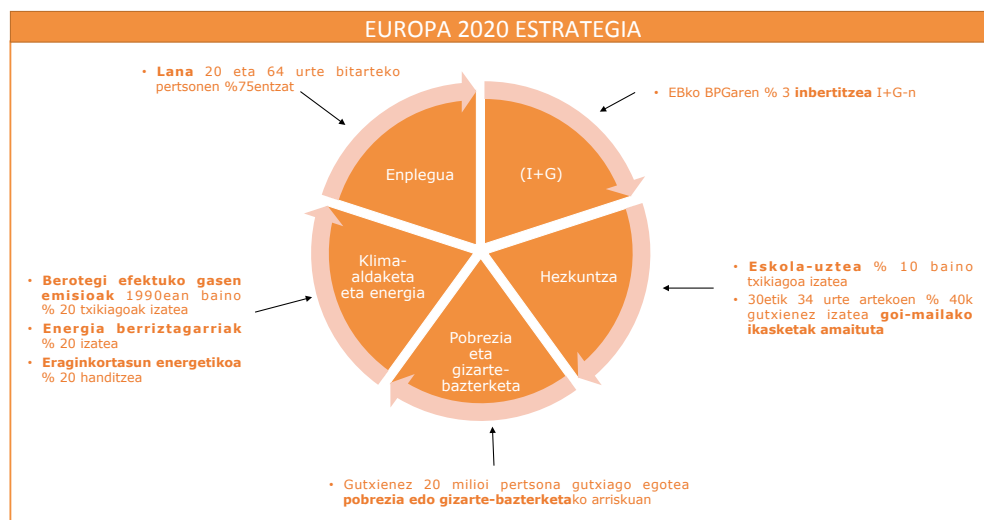 EUROPA 2020 ESTRATEGIA
• Lana 20 eta 64 urte bitarteko
pertsonen %75entzat
• EBko BPGaren % 3 inbertitzea I+G-n
Enplegua
(I+G)
Klima-
aldaketa
eta energia
Hezkuntza
Pobrezia
eta
gizarte-
bazterketa
• Berotegi efektuko gasen
emisioak 1990ean baino
% 20 txikiagoak izatea
• Energia berriztagarriak
% 20 izatea
• Eraginkortasun energetikoa
% 20 handitzea
• Eskola-uztea % 10 baino
txikiagoa izatea
• 30etik 34 urte artekoen % 40k
gutxienez izatea goi-mailako
ikasketak amaituta
• Gutxienez 20 milioi pertsona gutxiago egotea
pobrezia edo gizarte-bazterketako arriskuan